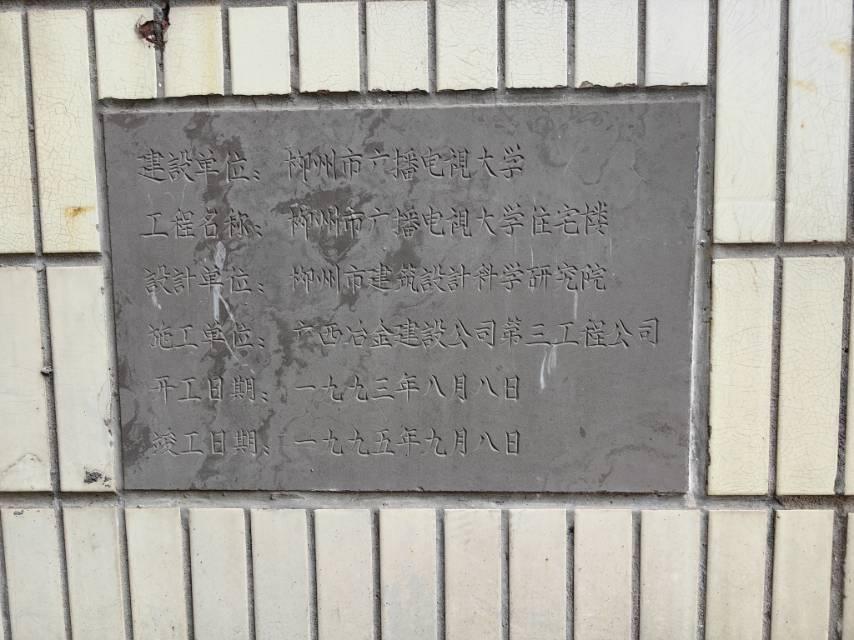 建設单位：柳州市广播电視大学
工程名称：柳州市广播电視大学住宅楼
設計单位：柳州市建筑設計科学研究院
施工单位：广西冶金建設公司第三工程公司
开工日期：一九九三年八月八日
竣工日期：一九九五年九月八日